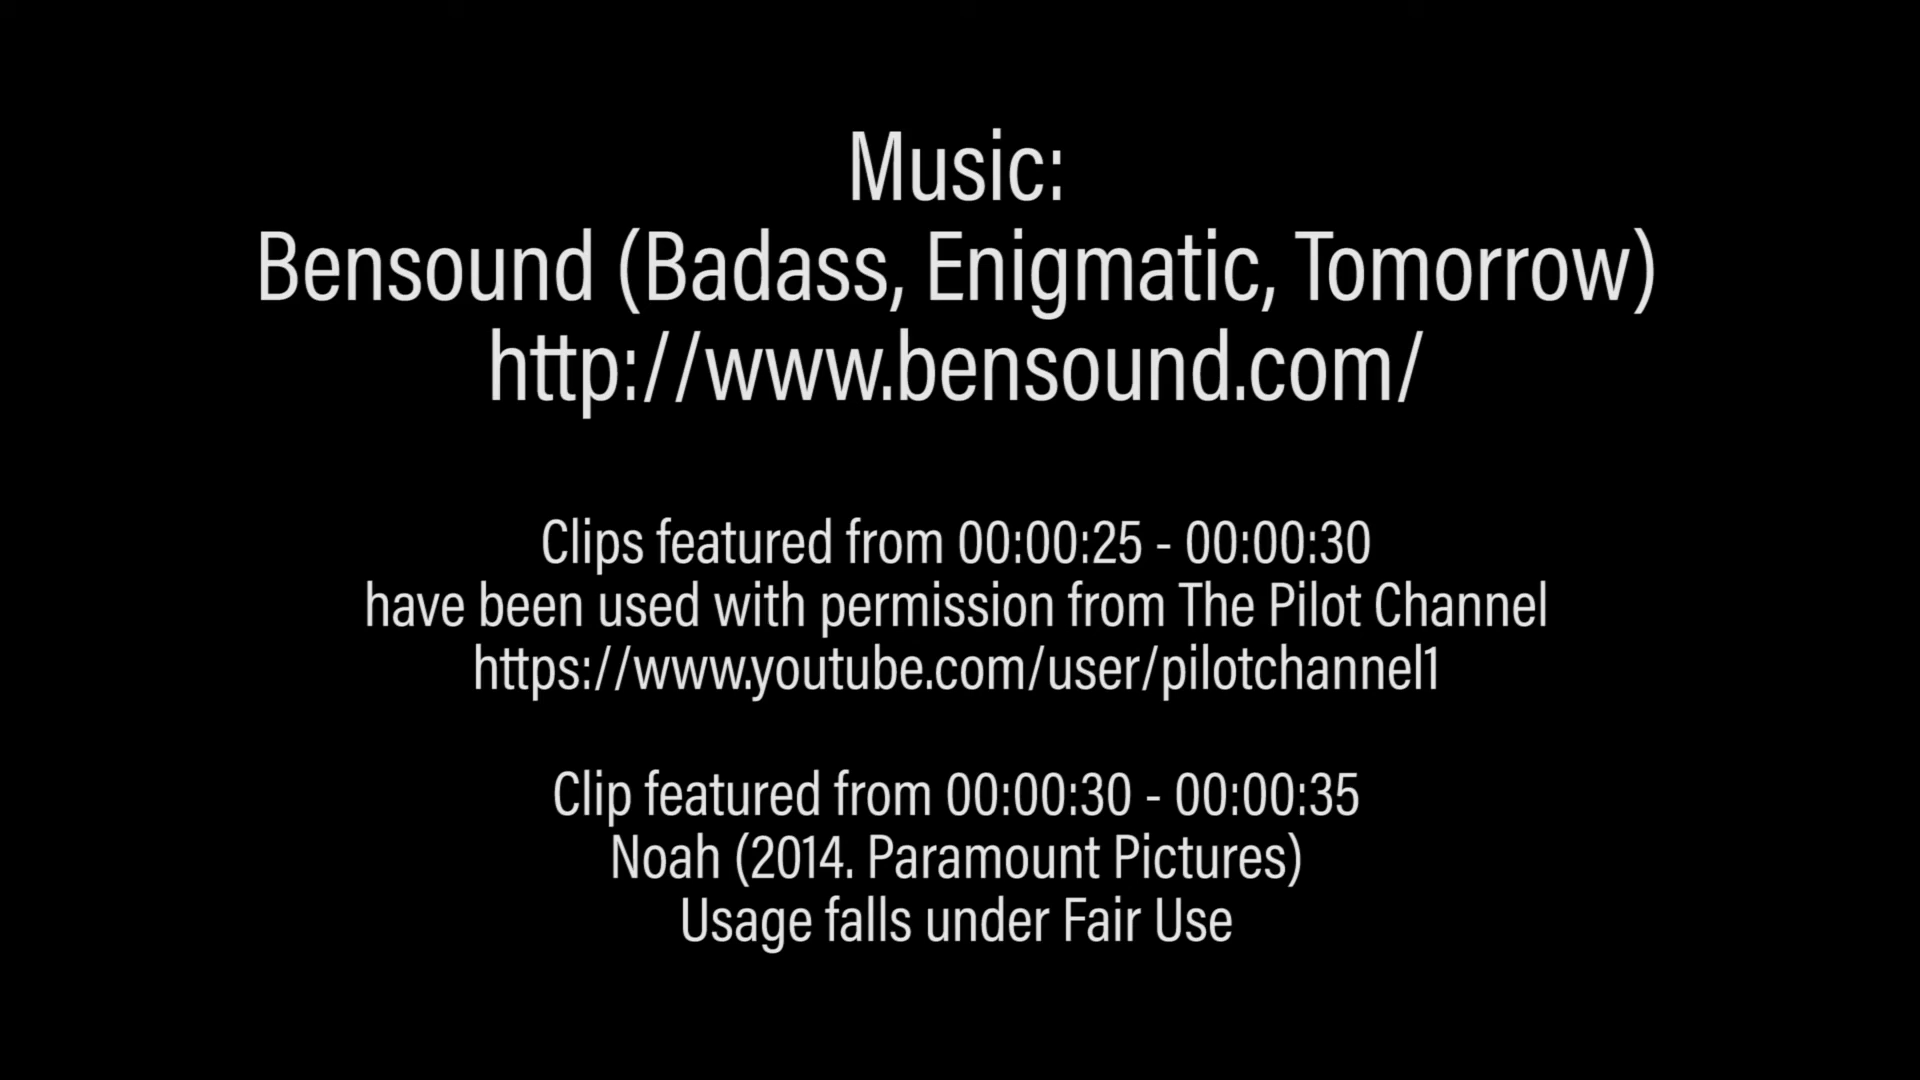 Music:
Bensound (Badass, Enigmatic, Tomorrow)
http://www.bensound.com/
Clips featured from 00:00:25 - 00:00:30
have been used with permission from The Pilot Channel
https://www.youtube.com/user/pilotchannel1
Clip featured from 00:00:30 - 00:00:35
Noah (2014. Paramount Pictures)
Usage falls under Fair Use